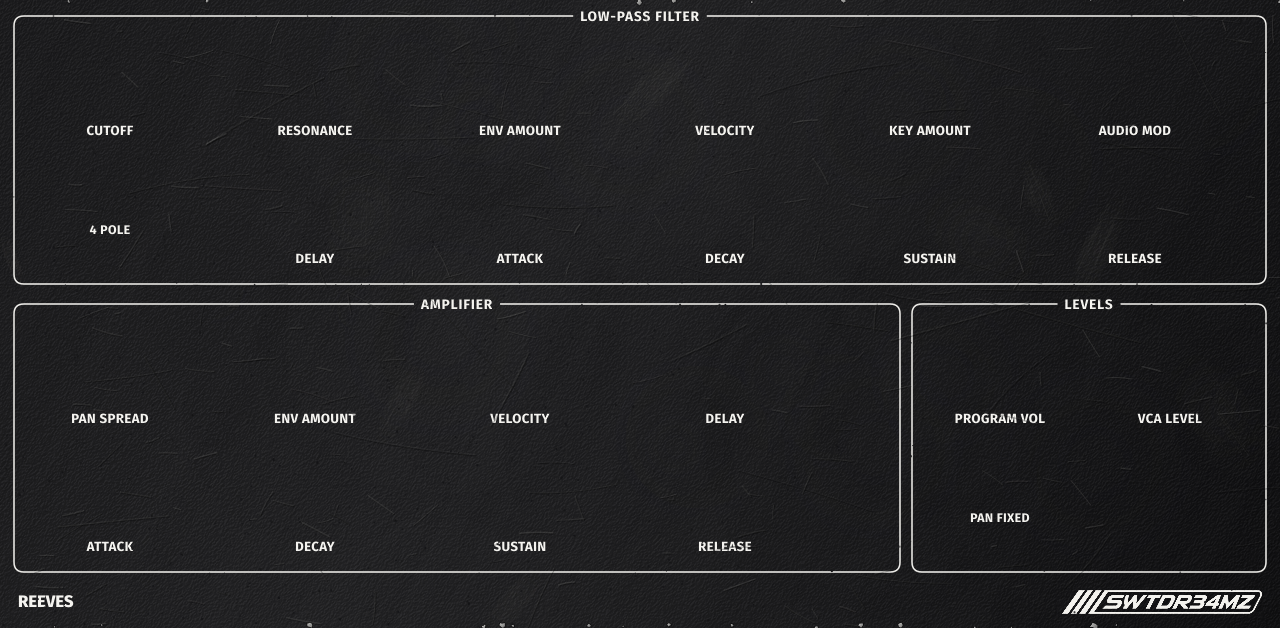 LOW-PASS FILTER
CUTOFF RESONANCE ENV AMOUNT VELOCITY KEY AMOUNT AUDIO MOD
4 POLE
DELAY ATTACK DECAY SUSTAIN RELEASE
AMPLIFIER
PAN SPREAD ENV AMOUNT VELOCITY DELAY
ATTACK DECAY SUSTAIN RELEASE
LEVELS
PROGRAM VOL VCA LEVEL
PAN FIXED
REEVES
SWTDR34MZ